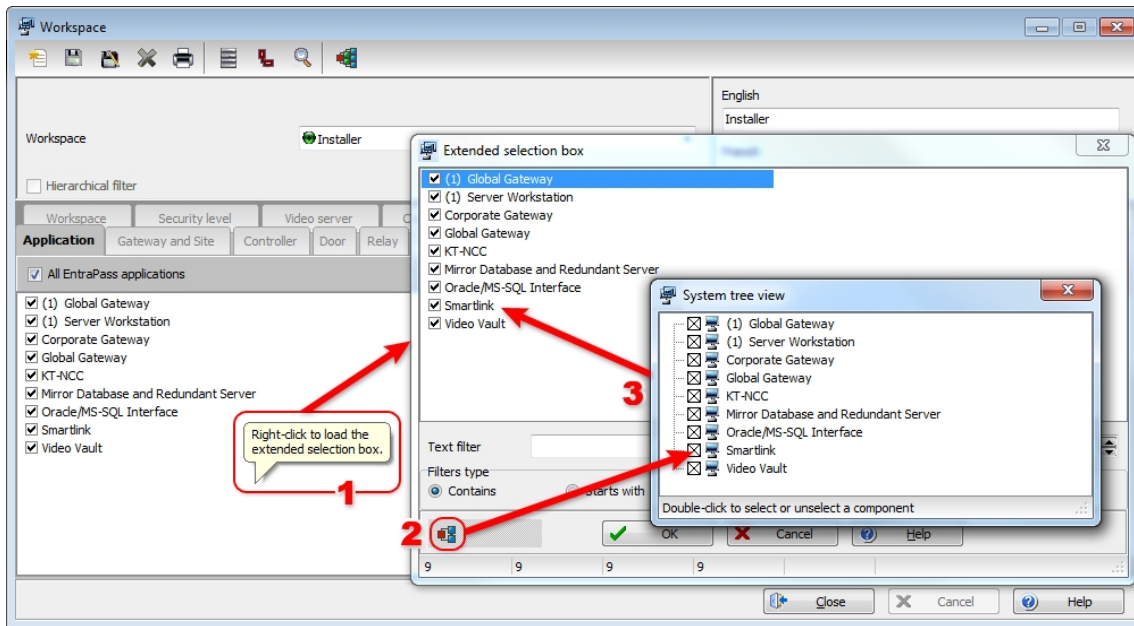 Workspace
English
Installer
Workspace
Installer
Hierarchical filter
Workspace
Security level
Video server
Application
Gateway and Site
Controller
Door
Relay
All EntraPass applications
(1) Global Gateway
(1) Server Workstation
Corporate Gateway
Global Gateway
KT-NCC
Mirror Database and Redundant Server
Oracle/MS-SQL Interface
Smartlink
Video Vault
Right-click to load the
extended selection box.
1
Extended selection box
(1) Global Gateway
(1) Server Workstation
Corporate Gateway
Global Gateway
KT-NCC
Mirror Database and Redundant Server
Oracle/MS-SQL Interface
Smartlink
Video Vault
3
Text filter
Filters type
Contains
Starts with
2
OK
Cancel
Help
9 9 9 9
System tree view
(1) Global Gateway
(1) Server Workstation
Corporate Gateway
Global Gateway
KT-NCC
Mirror Database and Redundant Server
Oracle/MS-SQL Interface
Smartlink
Video Vault
Double-click to select or unselect a component
Close
Cancel
Help